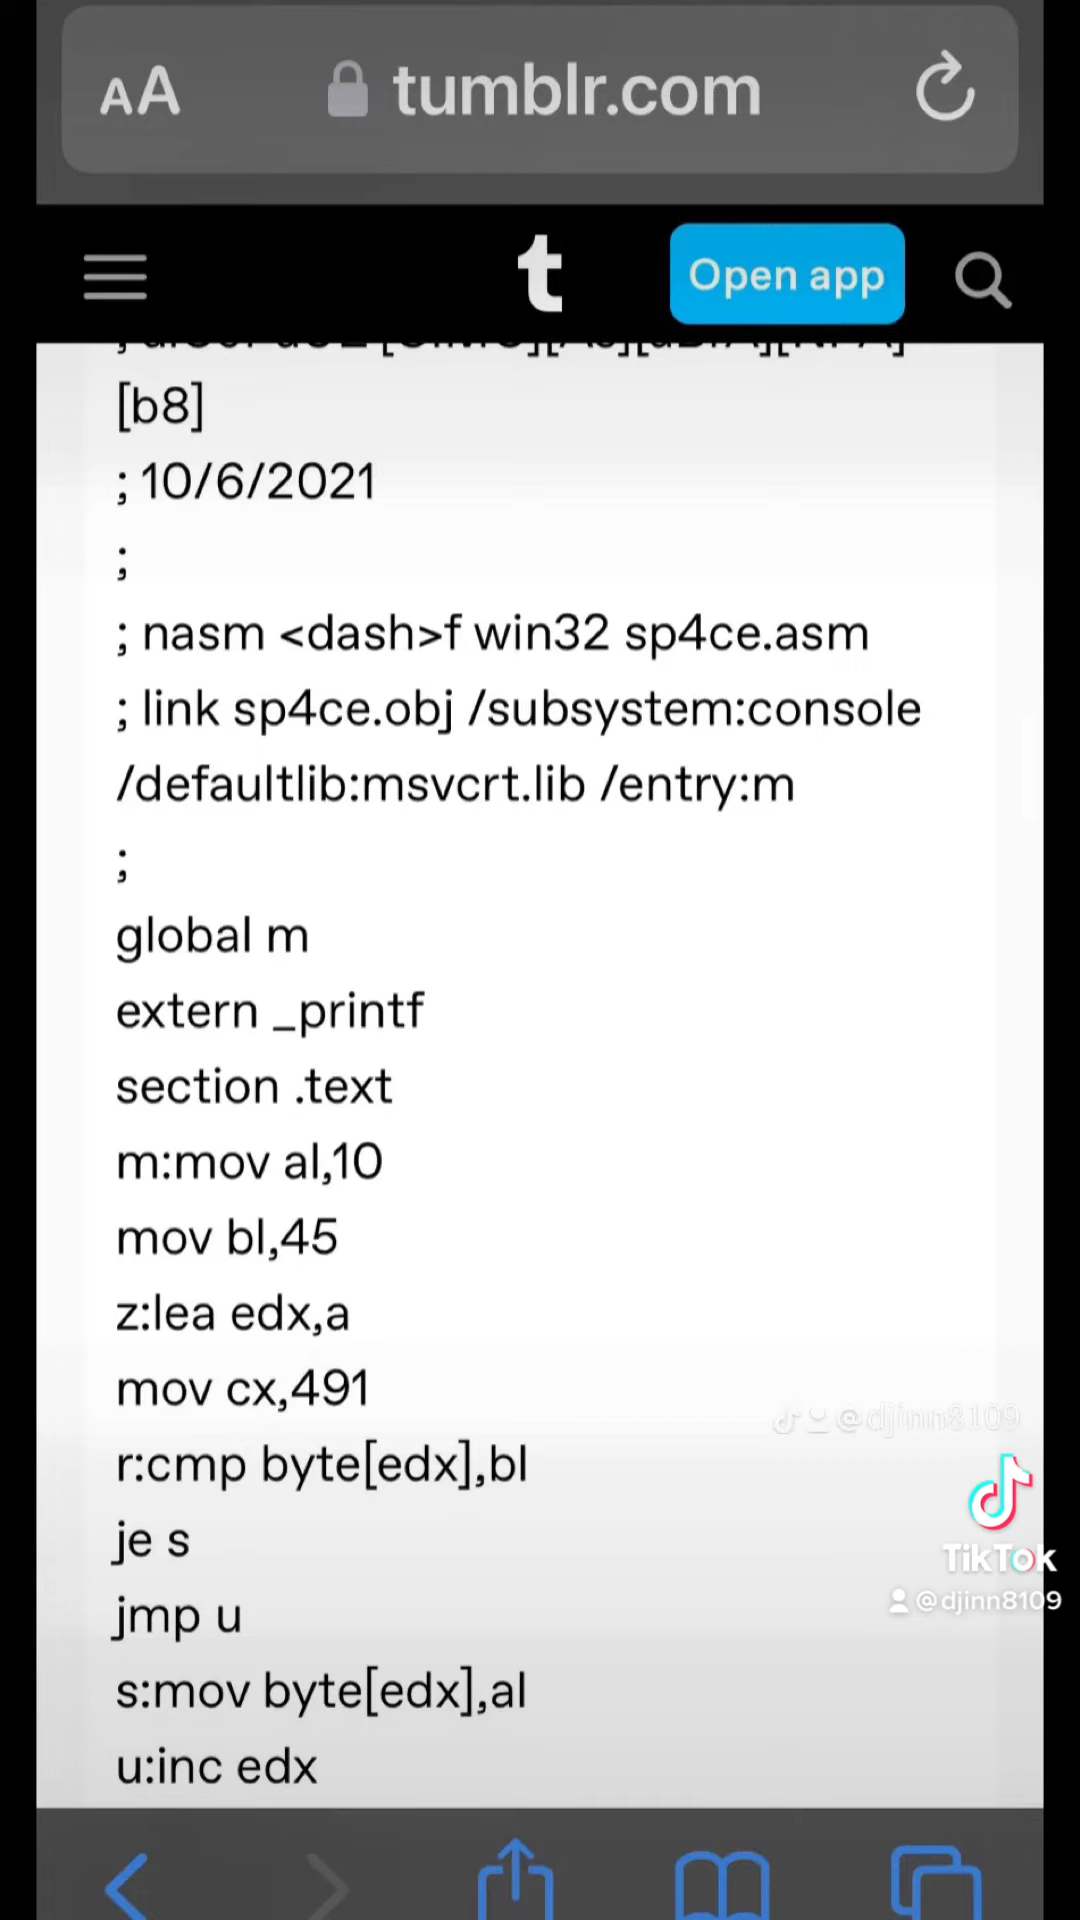 AA tumblr.com
t Open app
[b8]
; 10/6/2021
;
; nasm <dash>f win32 sp4ce.asm
; link sp4ce.obj /subsystem:console
/defaultlib:msvcrt.lib /entry:m
;
global m
extern _printf
section .text
m:mov al,10
mov bl,45
z:lea edx,a
mov cx,491
@djinn8109
r:cmp byte[edx],bl
je s
TikTok
@djinn8109
jmp u
s:mov byte[edx],al
u:inc edx